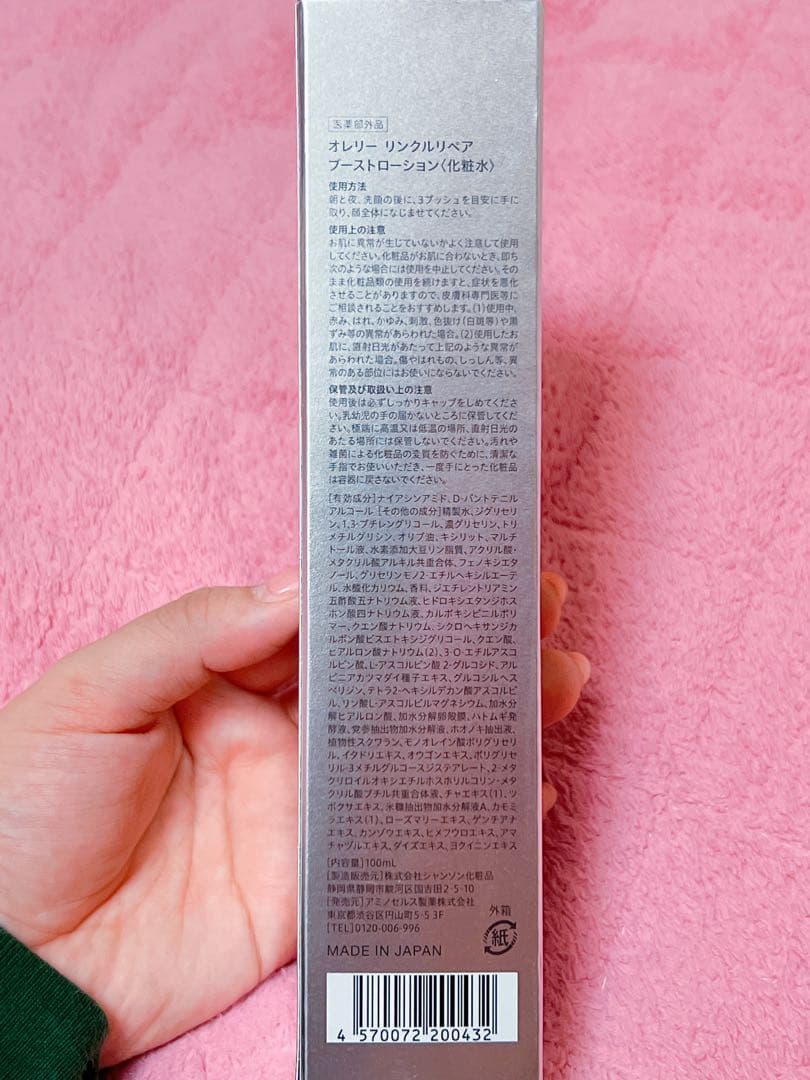 医薬部外品
オレリー リンクルリペア
ブーストローション〈化粧水〉
使用方法
朝と夜、洗顔の後に、3プッシュを目安に手に
取り、顔全体になじませてください。
使用上の注意
お肌に異常が生じていないかよく注意して使用
してください。化粧品がお肌に合わないとき、即ち
次のような場合には使用を中止してください。その
まま化粧品類の使用を続けますと、症状を悪化
させることがありますので、皮膚科専門医等に
ご相談されることをおすすめします。(1)使用中、
赤み、はれ、かゆみ、刺激、色抜け(白斑等)や黒
ずみ等の異常があらわれた場合。(2)使用したお
肌に、直射日光があたって上記のような異常が
あらわれた場合。傷やはれもの、しっしん等、異
常のある部位にはお使いにならないでください。
保管及び取扱い上の注意
使用後は必ずしっかりキャップをしめてくださ
い。乳幼児の手の届かないところに保管してくだ
さい。極端に高温又は低温の場所、直射日光の
あたる場所には保管しないでください。汚れや
雑菌による化粧品の変質を防ぐために、清潔な
手指でお使いいただき、一度手にとった化粧品
は容器に戻さないでください。
[有効成分]ナイアシンアミド、D-パントテニル
アルコール [その他の成分]精製水、ジグリセリ
ン、1,3-ブチレングリコール、濃グリセリン、トリ
メチルグリシン、オリブ油、キシリット、マルチ
トール液、水素添加大豆リン脂質、アクリル酸・
メタクリル酸アルキル共重合体、フェノキシエタ
ノール、グリセリンモノ2-エチルヘキシルエーテ
ル、水酸化カリウム、香料、ジエチレントリアミン
五酢酸五ナトリウム液、ヒドロキシエタンジホス
ホン酸四ナトリウム液、カルボキシビニルポリ
マー、クエン酸ナトリウム、シクロヘキサンジカ
ルボン酸ビスエトキシジグリコール、クエン酸、
ヒアルロン酸ナトリウム(2)、3-O-エチルアスコ
ルビン酸、L-アスコルビン酸 2-グルコシド、アル
ピニアカツマダイ種子エキス、グルコシルヘス
ペリジン、テトラ2-ヘキシルデカン酸アスコルビ
ル、リン酸L-アスコルビルマグネシウム、加水分
解ヒアルロン酸、加水分解卵殻膜、ハトムギ発
酵液、党参抽出物加水分解液、ホオノキ抽出液、
植物性スクワラン、モノオレイン酸ポリグリセリ
ル、イタドリエキス、オウゴンエキス、ポリグリセ
リル-3メチルグルコースジステアレート、2-メタ
クリロイルオキシエチルホスホリルコリン・メタ
クリル酸ブチル共重合体液、チャエキス(1)、ツ
ボクサエキス、米糠抽出物加水分解液A、カモミ
ラエキス(1)、ローズマリーエキス、ゲンチアナ
エキス、カンゾウエキス、ヒメフウロエキス、アマ
チャヅルエキス、ダイズエキス、ヨクイニンエキス
[内容量]100mL
[製造販売元]株式会社シャンソン化粧品
静岡県静岡市駿河区国吉田2-5-10
[発売元]アミノセルス製薬株式会社
東京都渋谷区円山町5-5 3F
[TEL]0120-006-996
外箱
紙
MADE IN JAPAN
4 570072 200432